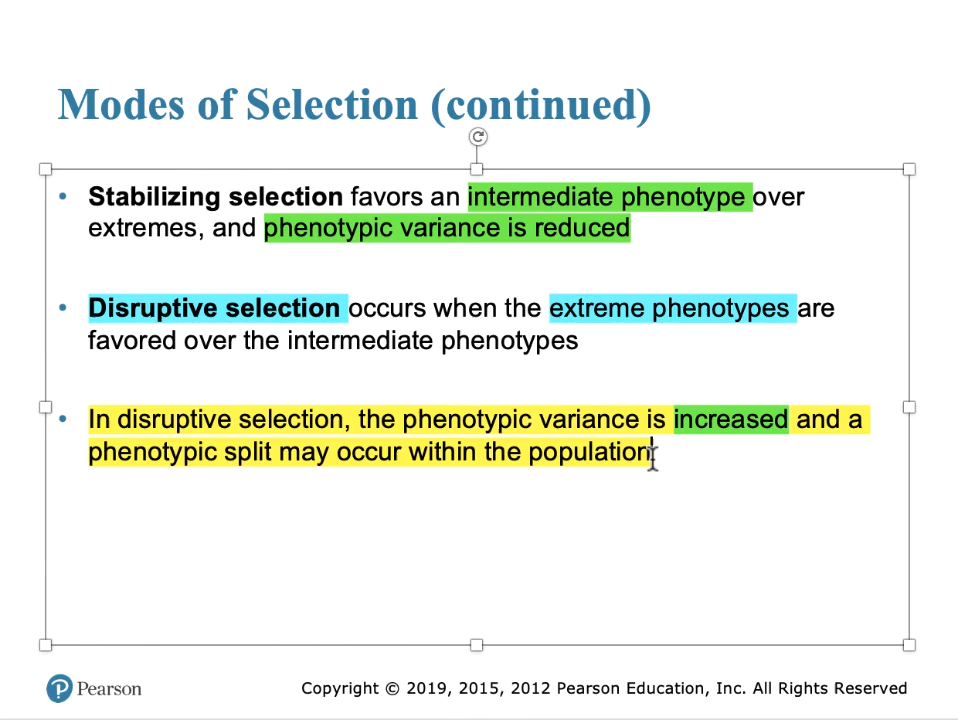 Modes of Selection (continued)
• Stabilizing selection favors an intermediate phenotype over
extremes, and phenotypic variance is reduced
• Disruptive selection occurs when the extreme phenotypes are
favored over the intermediate phenotypes
• In disruptive selection, the phenotypic variance is increased and a
phenotypic split may occur within the population
Pearson
Copyright © 2019, 2015, 2012 Pearson Education, Inc. All Rights Reserved